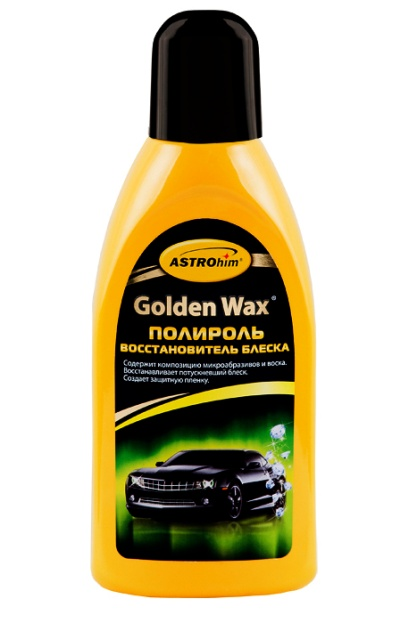 ASTROhim®
Golden Wax®
ПОЛИРОЛЬ
ВОССТАНОВИТЕЛЬ БЛЕСКА
Содержит композицию микроабразивов и воска.
Восстанавливает потускневший блеск.
Создает защитную пленку.